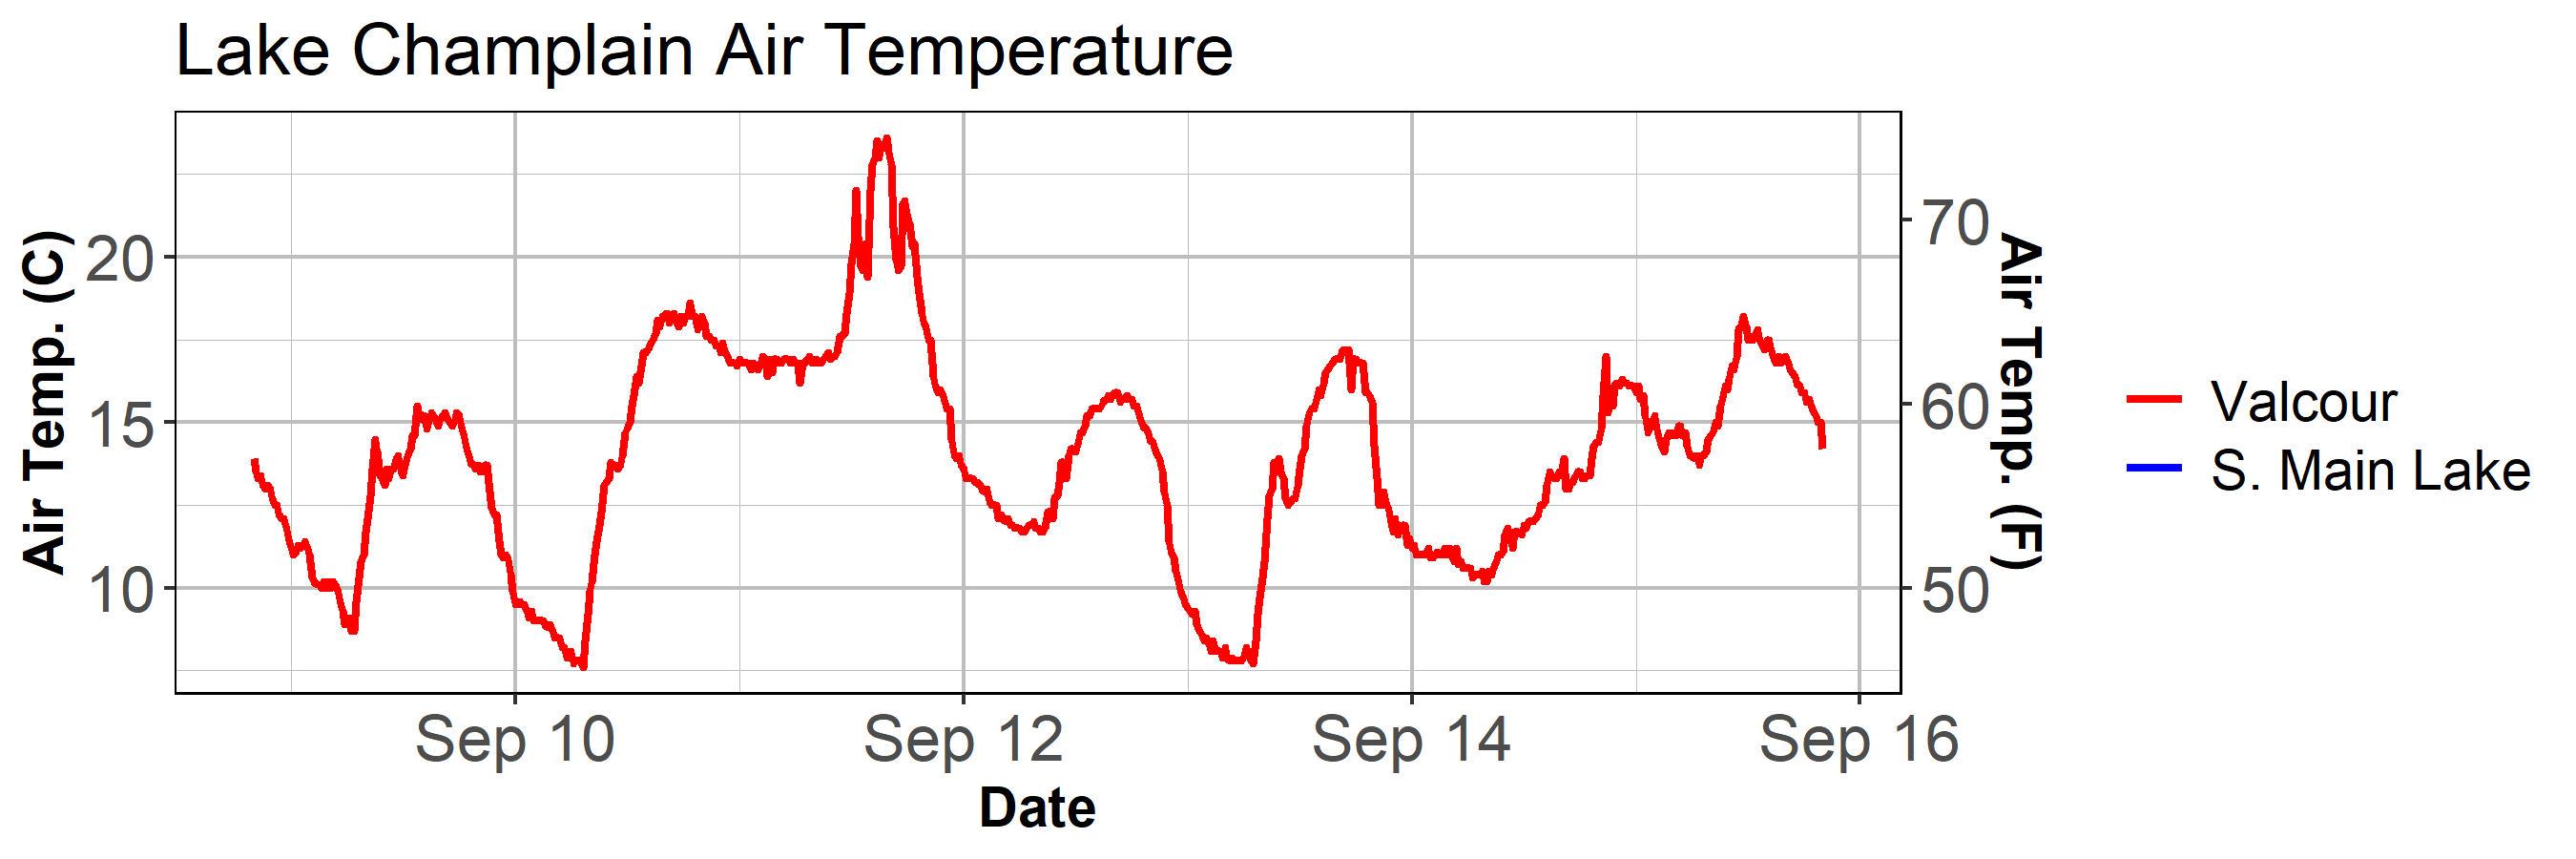 Lake Champlain Air Temperature
Air Temp. (C)
20
15
10
70
60
50
Air Temp. (F)
Sep 10
Sep 12
Sep 14
Sep 16
Date
Valcour
S. Main Lake